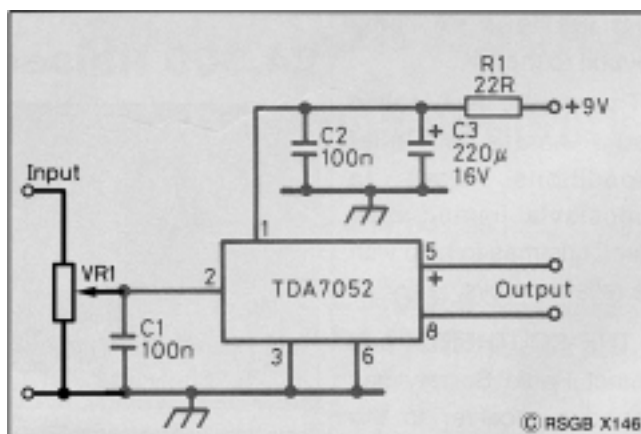 R1
22R
+9V
C2
100n
+ C3
220µ
16V
Input
1
VR1
2
TDA7052
5
+
Output
8
C1
100n
3
6
© RSGB X146